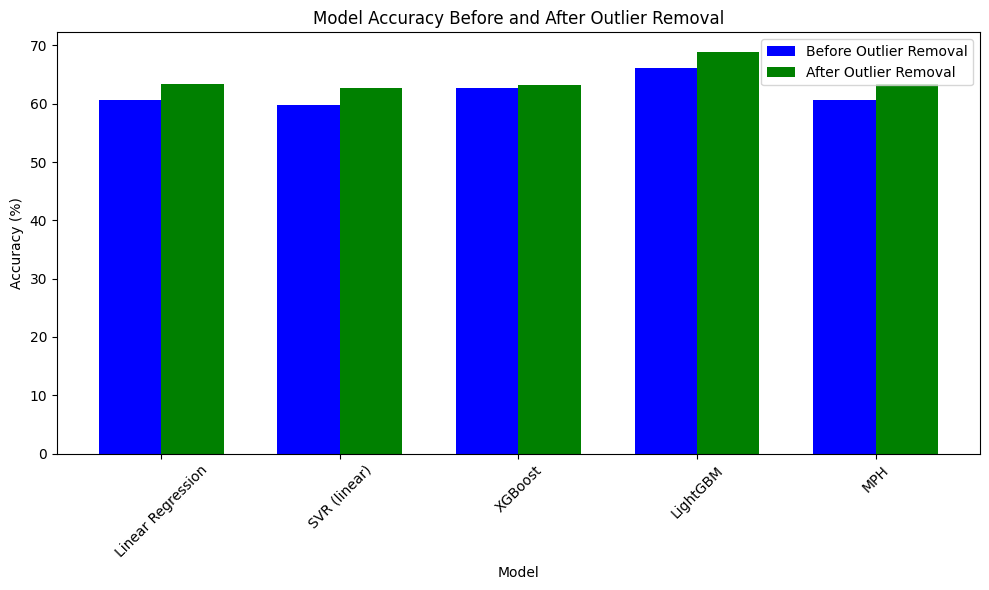 Model Accuracy Before and After Outlier Removal
Before Outlier Removal
After Outlier Removal
Accuracy (%)
70
60
50
40
30
20
10
0
Linear Regression
SVR (linear)
XGBoost
LightGBM
MPH
Model